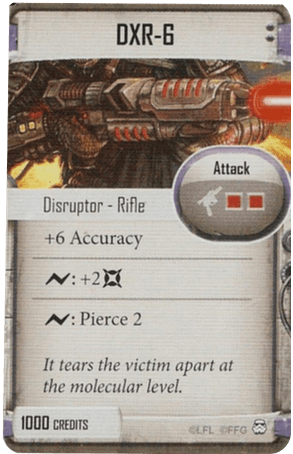 DXR-6
Attack
Disruptor - Rifle
+6 Accuracy
: +2
: Pierce 2
It tears the victim apart at
the molecular level.
1000 CREDITS
©LFL ©FFG